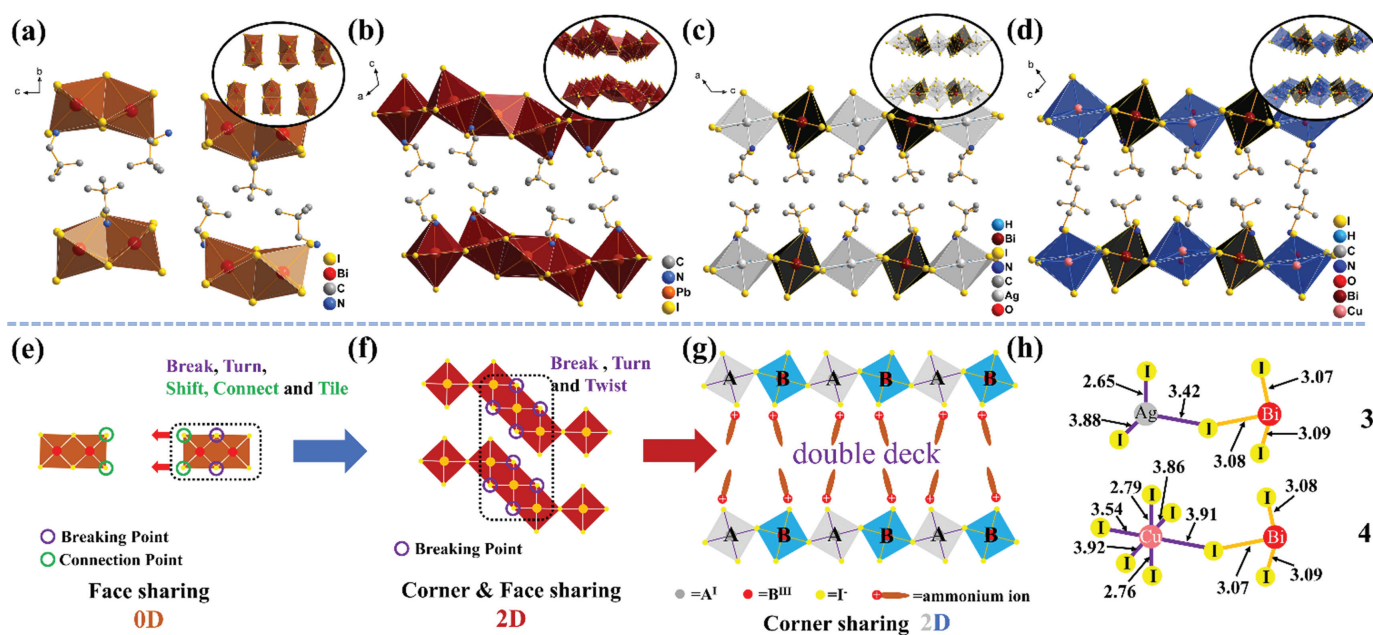 (a)
b
c
I
Bi
C
N
(b)
c
a
C
N
Pb
I
(c)
a
c
H
Bi
I
N
C
Ag
O
(d)
b
c
I
H
C
N
O
Bi
Cu
(e)
Break, Turn,
Shift, Connect and Tile
Breaking Point
Connection Point
Face sharing
0D
(f)
Break , Turn
and Twist
Breaking Point
Corner & Face sharing
2D
(g)
A B A B A B
double deck
A B A B A B
=Aᴵ =Bᴵᴵᴵ =I⁻ =ammonium ion
Corner sharing 2D
(h)
I
2.65
3.42
I
3.07
Ag
Bi
3.88
I
I
3.08
3.09
I
3
3.86
2.79
I
I
3.54
I
3.91
I
3.08
Cu
Bi
3.92
I
I
3.07
2.76
I
3.09
I
4